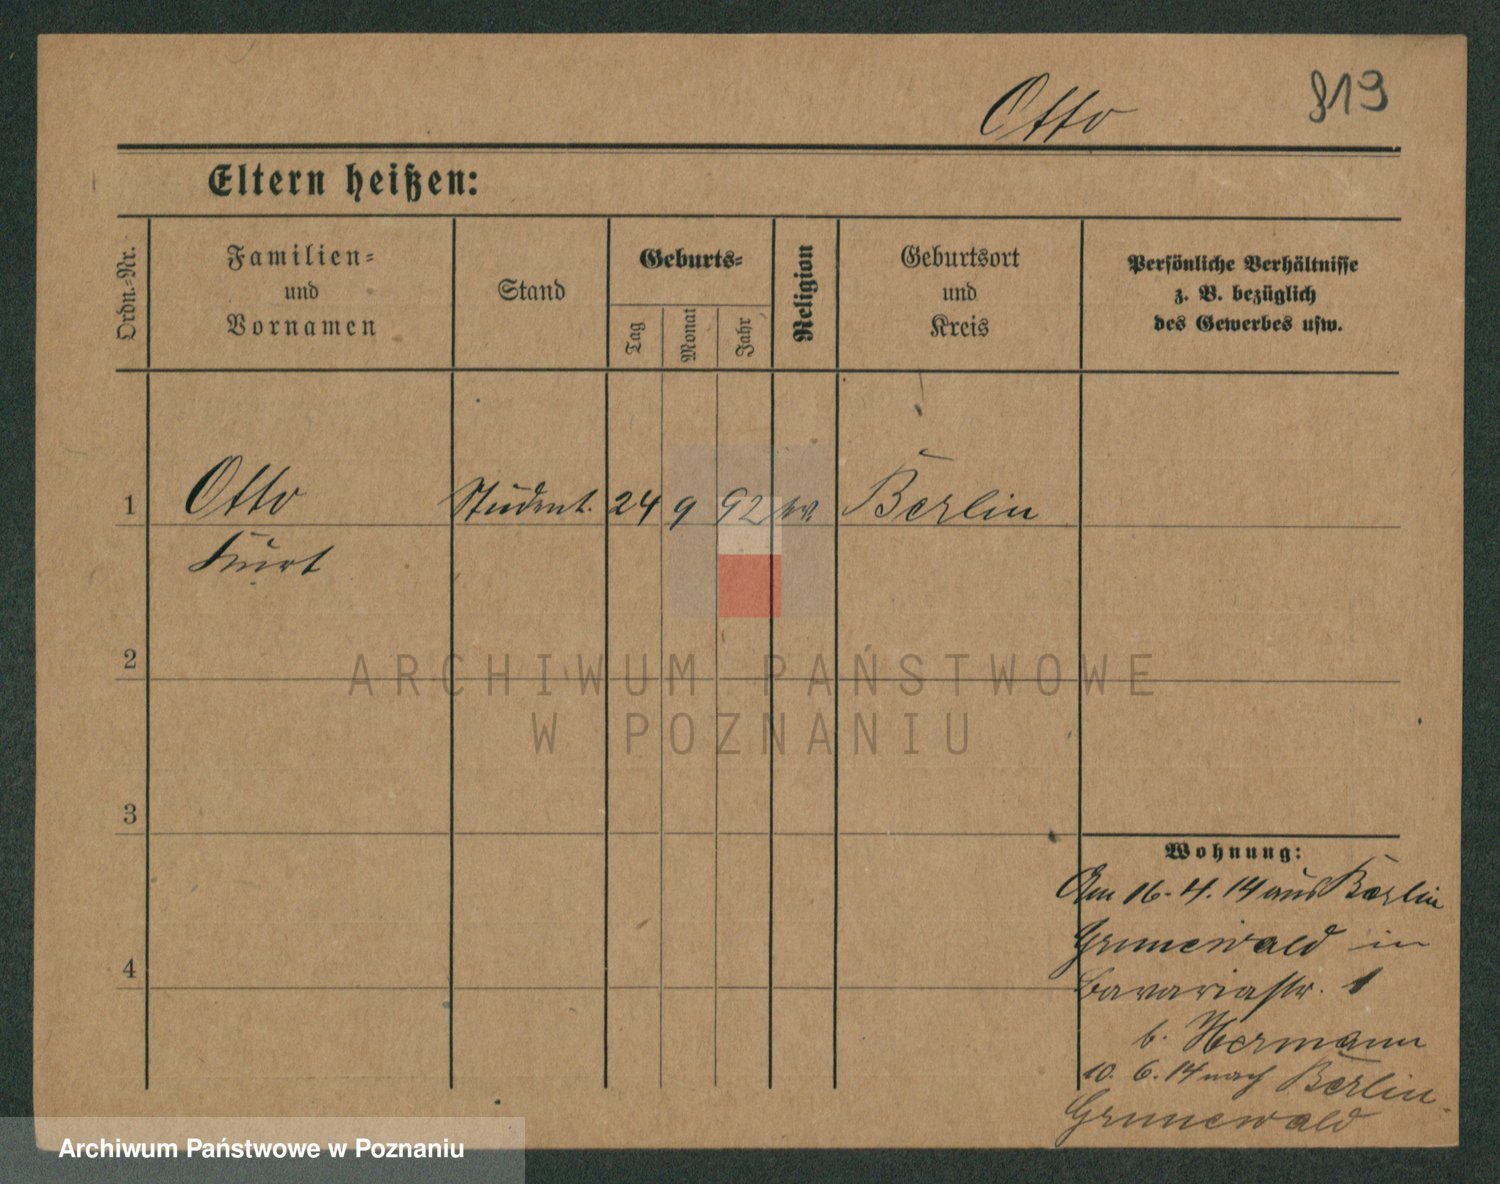 Otto
819
Eltern heißen:
Ordn.-Nr.
Familien-
und
Vornamen
Stand
Geburts-
Tag
Monat
Jahr
Religion
Geburtsort
und
Kreis
Persönliche Verhältnisse
z. B. bezüglich
des Gewerbes usw.
1 Otto Student. 24 9 92 ev. Berlin
Kurt
2
ARCHIWUM PAŃSTWOWE
W POZNANIU
3
Wohnung:
Am 16.4.14 aus Berlin
Grunewald in
4
Bavariastr. 1
b. Hermann
10. 6. 14 nach Berlin-
Grunewald
Archiwum Państwowe w Poznaniu